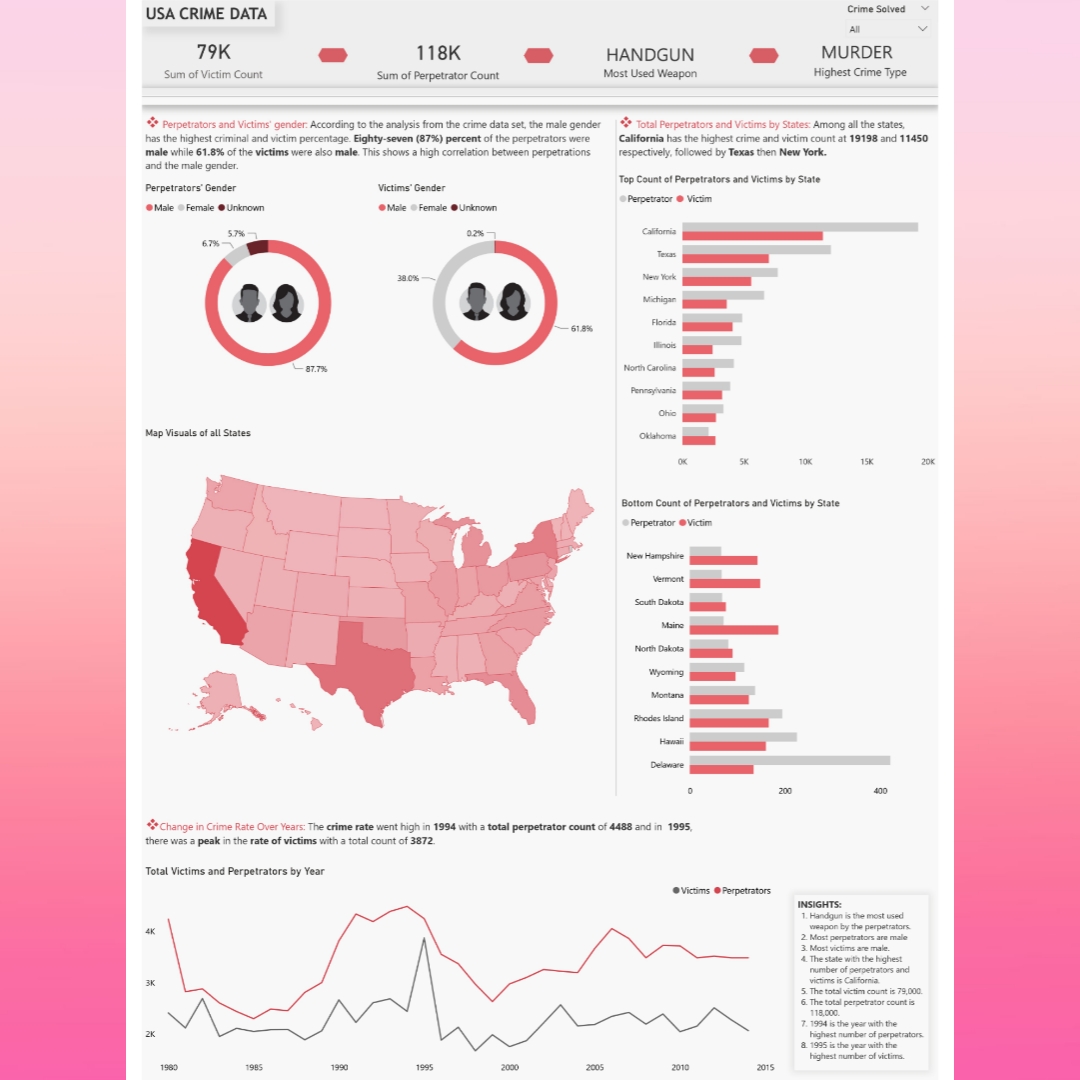 USA CRIME DATA
Crime Solved
All
79K
Sum of Victim Count
118K
Sum of Perpetrator Count
HANDGUN
Most Used Weapon
MURDER
Highest Crime Type
Perpetrators and Victims' gender: According to the analysis from the crime data set, the male gender
has the highest criminal and victim percentage. Eighty-seven (87%) percent of the perpetrators were
male while 61.8% of the victims were also male. This shows a high correlation between perpetrations
and the male gender.
Perpetrators' Gender
Male Female Unknown
5.7%
6.7%
87.7%
Victims' Gender
Male Female Unknown
0.2%
38.0%
61.8%
Map Visuals of all States
Total Perpetrators and Victims by States: Among all the states,
California has the highest crime and victim count at 19198 and 11450
respectively, followed by Texas then New York.
Top Count of Perpetrators and Victims by State
Perpetrator Victim
California
Texas
New York
Michigan
Florida
Illinois
North Carolina
Pennsylvania
Ohio
Oklahoma
0K 5K 10K 15K 20K
Bottom Count of Perpetrators and Victims by State
Perpetrator Victim
New Hampshire
Vermont
South Dakota
Maine
North Dakota
Wyoming
Montana
Rhodes Island
Hawaii
Delaware
0 200 400
Change in Crime Rate Over Years: The crime rate went high in 1994 with a total perpetrator count of 4488 and in 1995,
there was a peak in the rate of victims with a total count of 3872.
Total Victims and Perpetrators by Year
Victims Perpetrators
4K
3K
2K
1980 1985 1990 1995 2000 2005 2010 2015
INSIGHTS:
1. Handgun is the most used
weapon by the perpetrators.
2. Most perpetrators are male
3. Most victims are male.
4. The state with the highest
number of perpetrators and
victims is California.
5. The total victim count is 79,000.
6. The total perpetrator count is
118,000.
7. 1994 is the year with the
highest number of perpetrators.
8. 1995 is the year with the
highest number of victims.